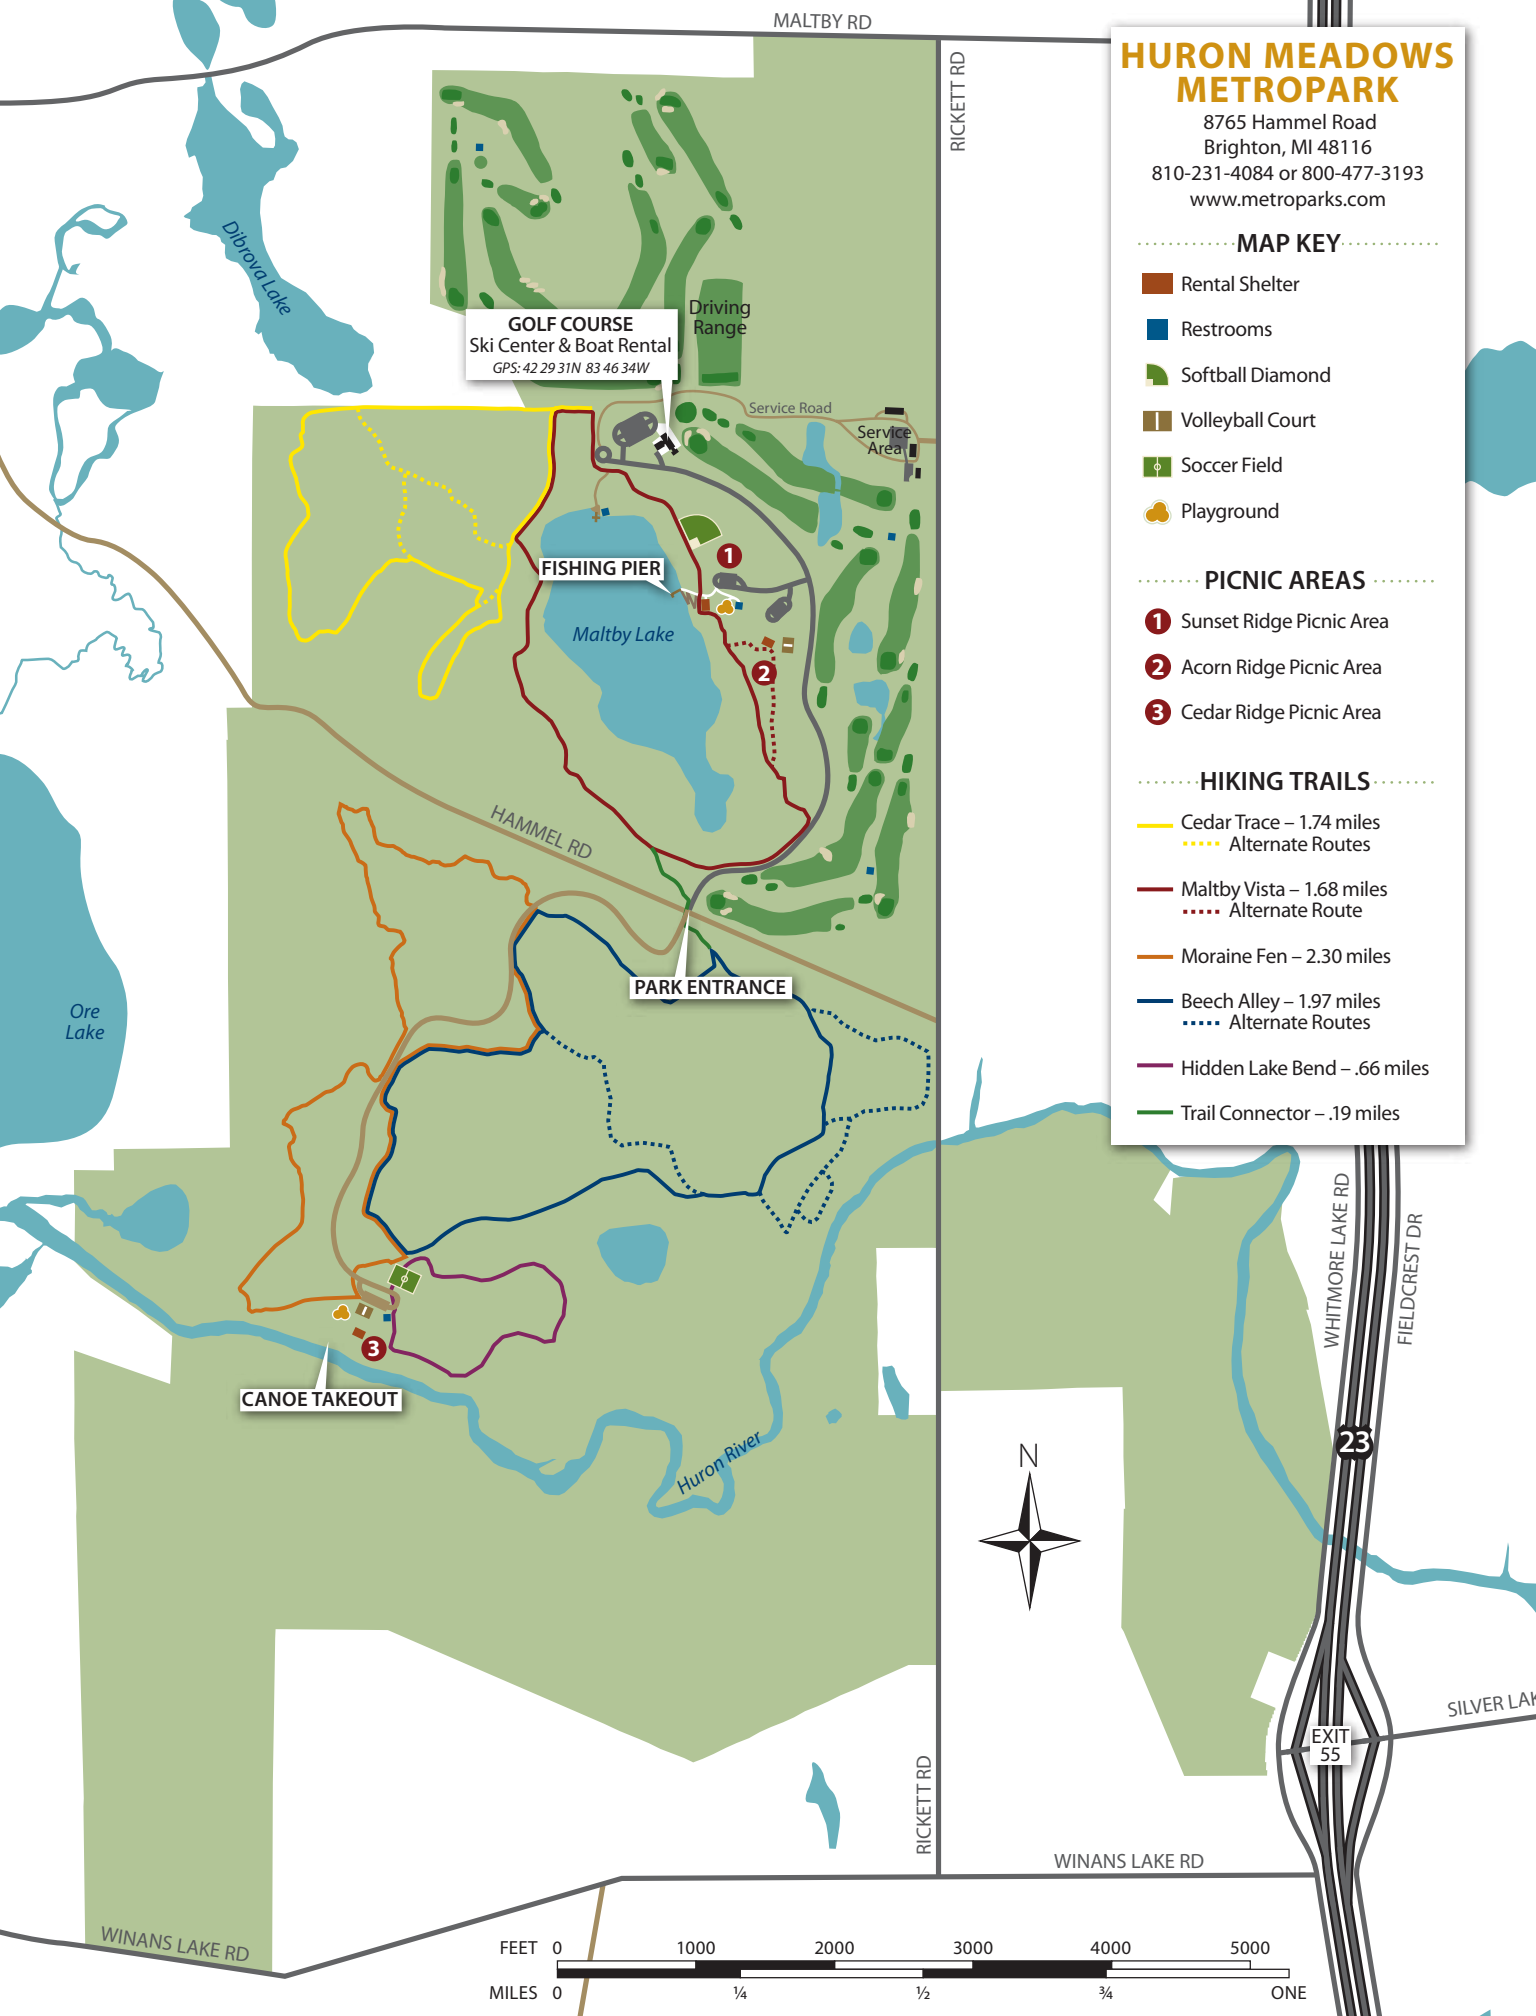 MALTBY RD
RICKETT RD
HURON MEADOWS
METROPARK
8765 Hammel Road
Brighton, MI 48116
810-231-4084 or 800-477-3193
www.metroparks.com
MAP KEY
Rental Shelter
Restrooms
Softball Diamond
Volleyball Court
Soccer Field
Playground
PICNIC AREAS
1 Sunset Ridge Picnic Area
2 Acorn Ridge Picnic Area
3 Cedar Ridge Picnic Area
HIKING TRAILS
Cedar Trace – 1.74 miles
Alternate Routes
Maltby Vista – 1.68 miles
Alternate Route
Moraine Fen – 2.30 miles
Beech Alley – 1.97 miles
Alternate Routes
Hidden Lake Bend – .66 miles
Trail Connector – .19 miles
Dibrova Lake
Driving
Range
GOLF COURSE
Ski Center & Boat Rental
GPS: 42 29 31N 83 46 34W
Service Road
Service
Area
1
FISHING PIER
Maltby Lake
2
HAMMEL RD
PARK ENTRANCE
Ore
Lake
3
CANOE TAKEOUT
Huron River
WHITMORE LAKE RD
FIELDCREST DR
23
N
SILVER LAK
EXIT
55
RICKETT RD
WINANS LAKE RD
WINANS LAKE RD
FEET 0 1000 2000 3000 4000 5000
MILES 0 ¼ ½ ¾ ONE